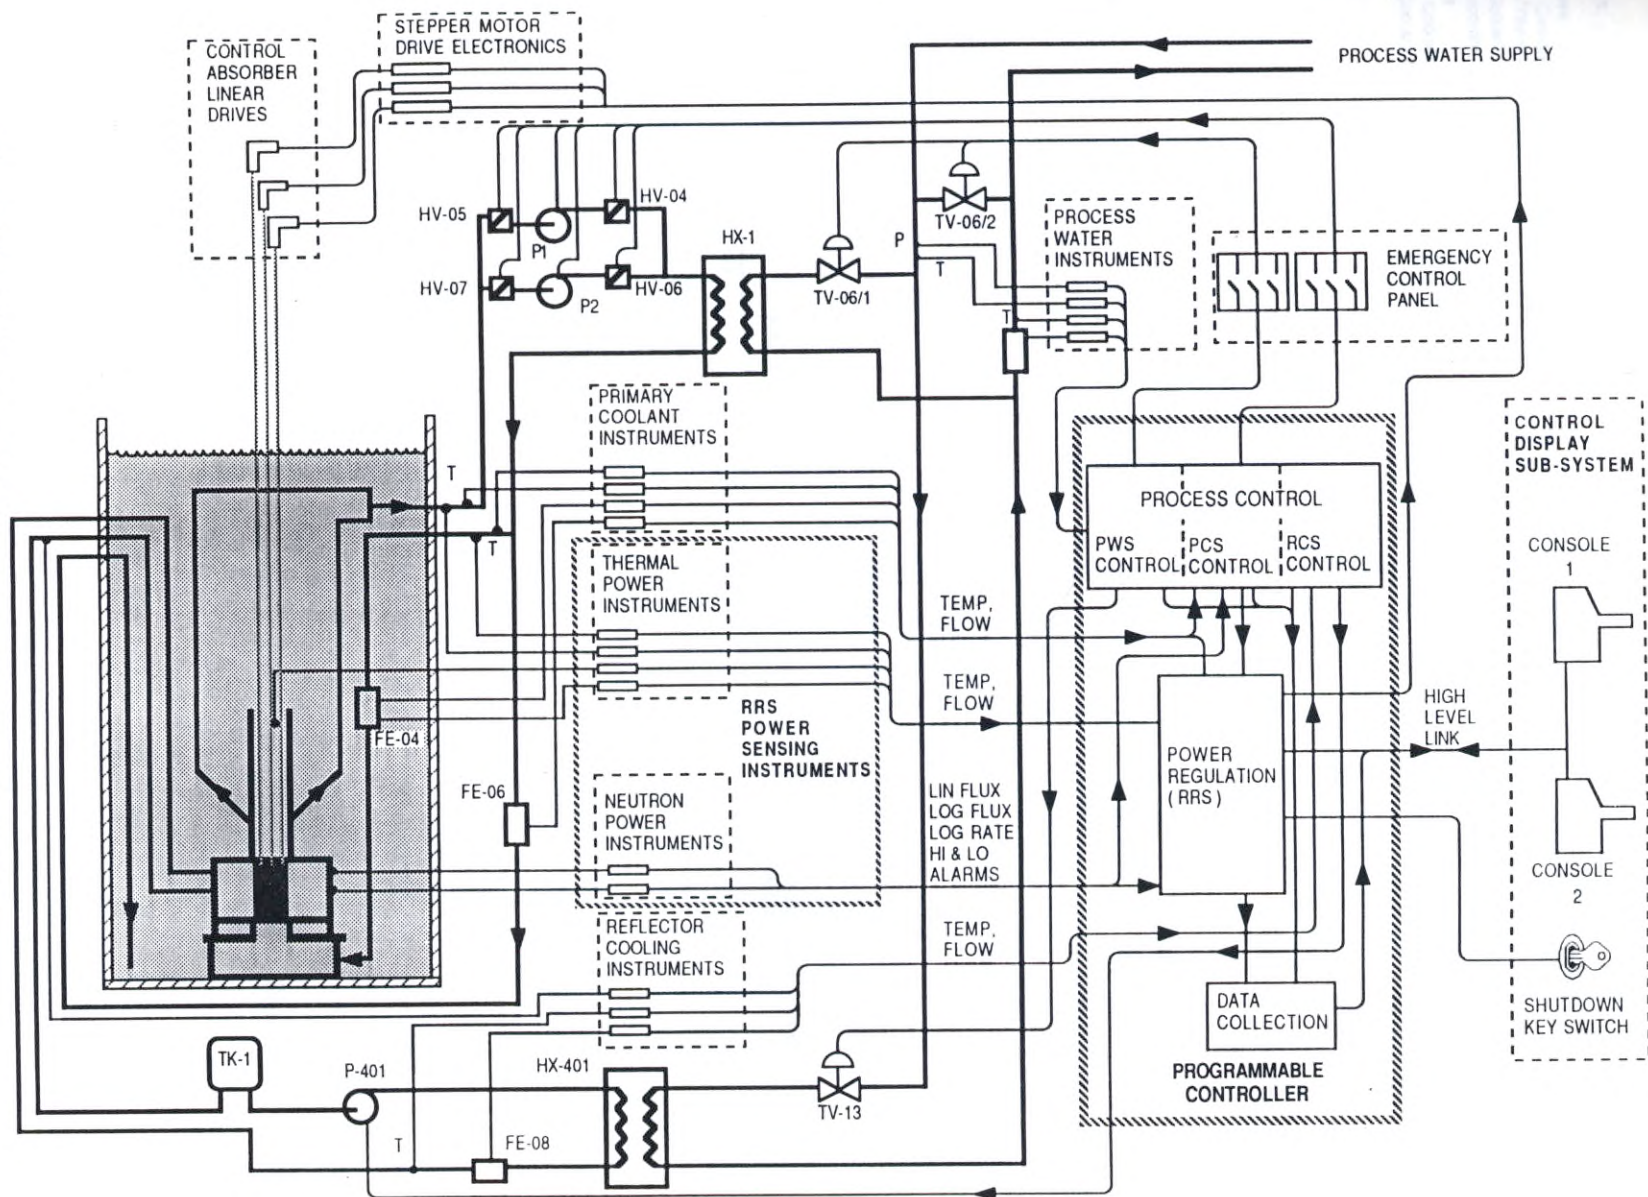 STEPPER MOTOR
DRIVE ELECTRONICS
CONTROL
ABSORBER
LINEAR
DRIVES
PROCESS WATER SUPPLY
HV-05
HV-04
P1
HV-07
HV-06
P2
HX-1
TV-06/1
TV-06/2
P
T
T
PROCESS
WATER
INSTRUMENTS
EMERGENCY
CONTROL
PANEL
PRIMARY
COOLANT
INSTRUMENTS
T
T
THERMAL
POWER
INSTRUMENTS
RRS
POWER
SENSING
INSTRUMENTS
NEUTRON
POWER
INSTRUMENTS
REFLECTOR
COOLING
INSTRUMENTS
FE-04
FE-06
TEMP,
FLOW
TEMP,
FLOW
LIN FLUX
LOG FLUX
LOG RATE
HI & LO
ALARMS
TEMP,
FLOW
PROCESS CONTROL
PWS
CONTROL
PCS
CONTROL
RCS
CONTROL
POWER
REGULATION
(RRS)
DATA
COLLECTION
PROGRAMMABLE
CONTROLLER
HIGH
LEVEL
LINK
CONTROL
DISPLAY
SUB-SYSTEM
CONSOLE
1
CONSOLE
2
SHUTDOWN
KEY SWITCH
TK-1
P-401
HX-401
TV-13
T
FE-08